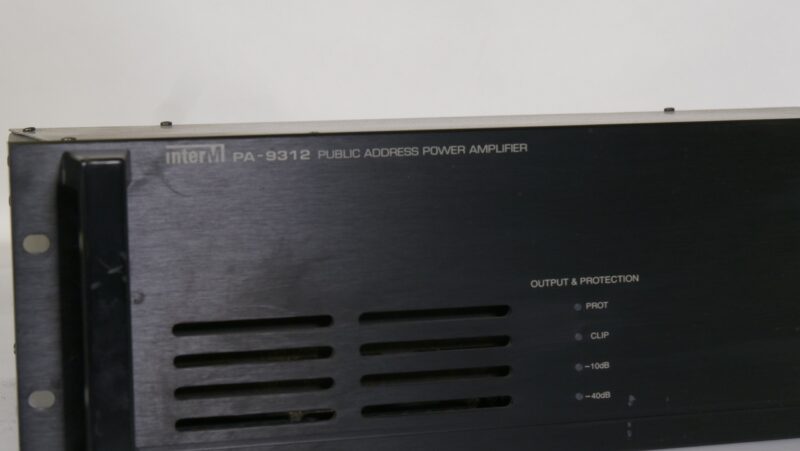 interM PA-9312 PUBLIC ADDRESS POWER AMPLIFIER
OUTPUT & PROTECTION
PROT
CLIP
-10dB
-40dB